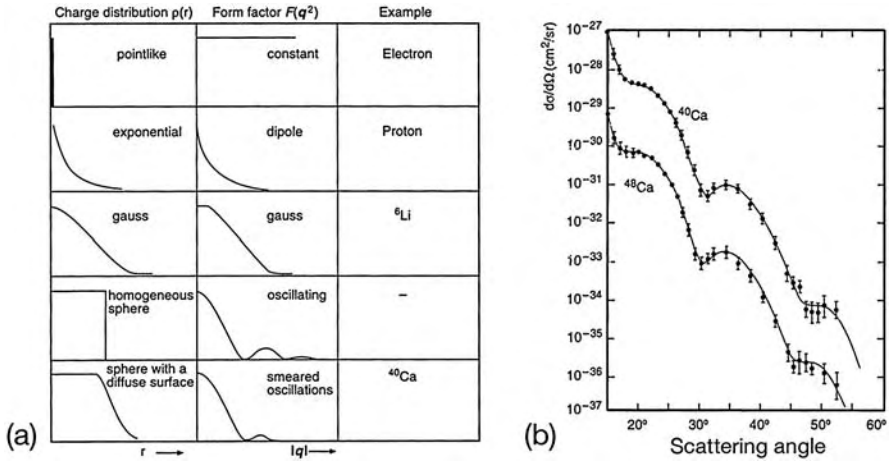 Charge distribution ρ(r) Form factor F(q²) Example
pointlike constant Electron
exponential dipole Proton
gauss gauss ⁶Li
homogeneous sphere oscillating –
sphere with a diffuse surface smeared oscillations ⁴⁰Ca
r → |q| →
(a)
dσ/dΩ (cm²/sr)
10⁻²⁷
10⁻²⁸
10⁻²⁹
10⁻³⁰
10⁻³¹
10⁻³²
10⁻³³
10⁻³⁴
10⁻³⁵
10⁻³⁶
10⁻³⁷
⁴⁰Ca
⁴⁸Ca
20° 30° 40° 50° 60°
(b) Scattering angle